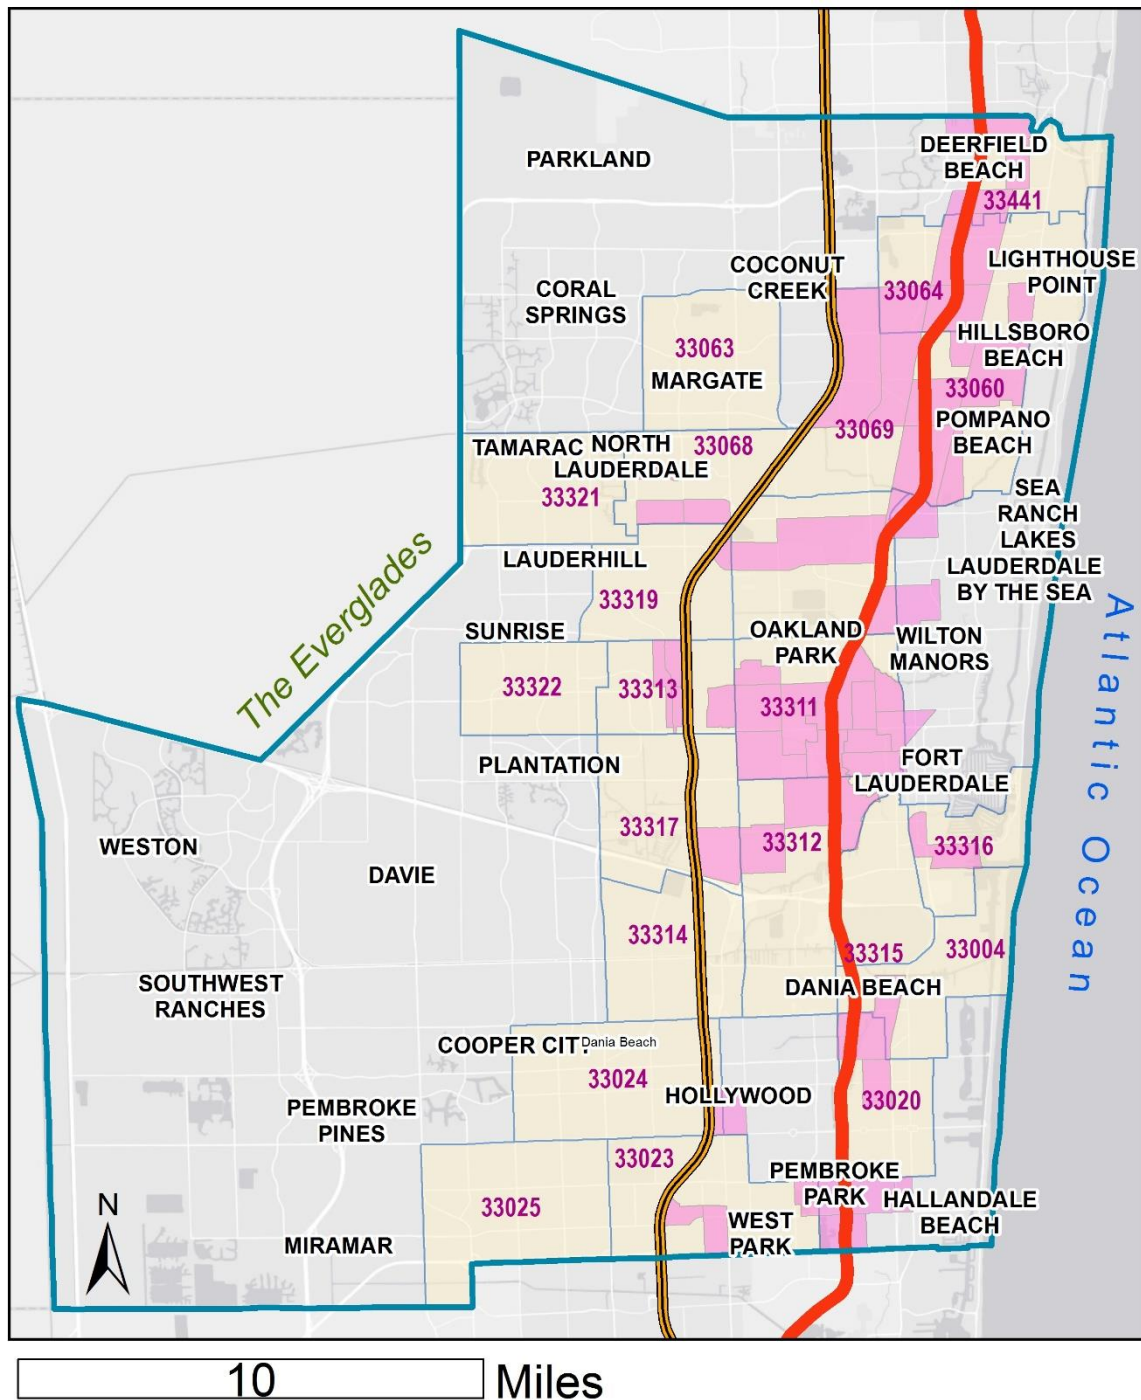 PARKLAND
DEERFIELD
BEACH
33441
COCONUT
CREEK
LIGHTHOUSE
POINT
33064
CORAL
SPRINGS
33063
MARGATE
HILLSBORO
BEACH
33060
33069
POMPANO
BEACH
TAMARAC
NORTH
LAUDERDALE
33068
33321
SEA
RANCH
LAKES
LAUDERDALE
BY THE SEA
The Everglades
LAUDERHILL
33319
SUNRISE
OAKLAND
PARK
WILTON
MANORS
Atlantic Ocean
33322
33313
33311
PLANTATION
FORT
LAUDERDALE
33317
33312
33316
WESTON
DAVIE
33314
33315
33004
SOUTHWEST
RANCHES
DANIA BEACH
COOPER CIT
Dania Beach
33024
HOLLYWOOD
33020
PEMBROKE
PINES
33023
PEMBROKE
PARK
HALLANDALE
BEACH
33025
WEST
PARK
MIRAMAR
N
10 Miles